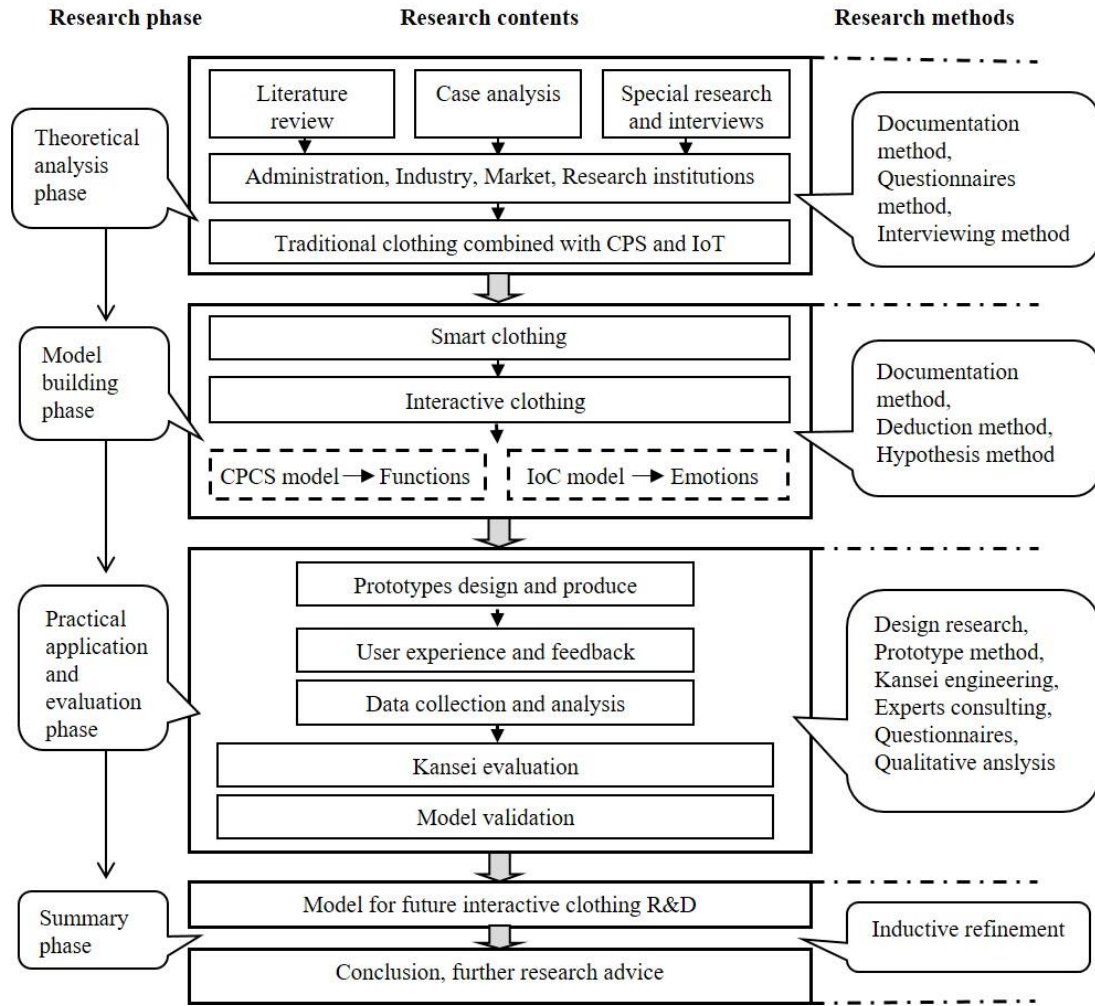 Research phase
Research contents
Research methods
Literature
review
Case analysis
Special research
and interviews
Theoretical
analysis
phase
Administration, Industry, Market, Research institutions
Traditional clothing combined with CPS and IoT
Documentation
method,
Questionnaires
method,
Interviewing method
Model
building
phase
Smart clothing
Interactive clothing
CPCS model
Functions
IoC model
Emotions
Documentation
method,
Deduction method,
Hypothesis method
Practical
application
and
evaluation
phase
Prototypes design and produce
User experience and feedback
Data collection and analysis
Kansei evaluation
Model validation
Design research,
Prototype method,
Kansei engineering,
Experts consulting,
Questionnaires,
Qualitative anslysis
Summary
phase
Model for future interactive clothing R&D
Conclusion, further research advice
Inductive refinement